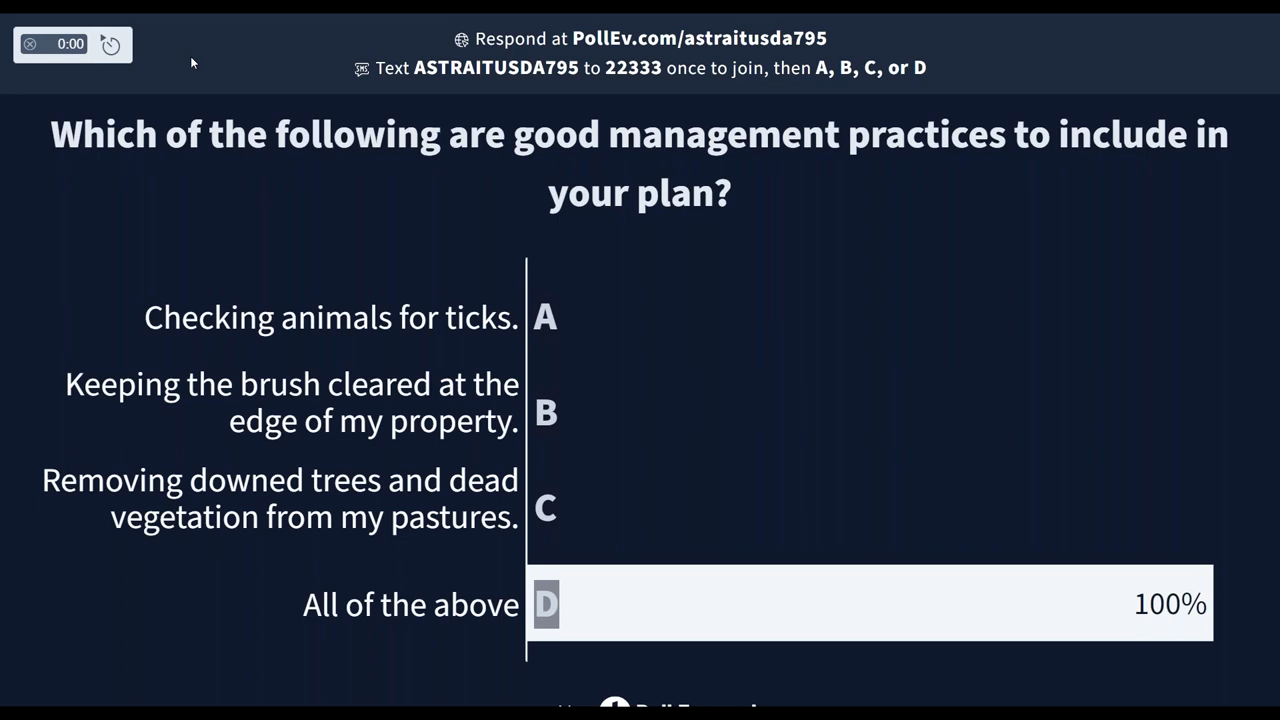 0:00
Respond at PollEv.com/astraitusda795
Text ASTRAITUSDA795 to 22333 once to join, then A, B, C, or D
Which of the following are good management practices to include in
your plan?
Checking animals for ticks.
A
Keeping the brush cleared at the
edge of my property.
B
Removing downed trees and dead
vegetation from my pastures.
C
All of the above
D
100%